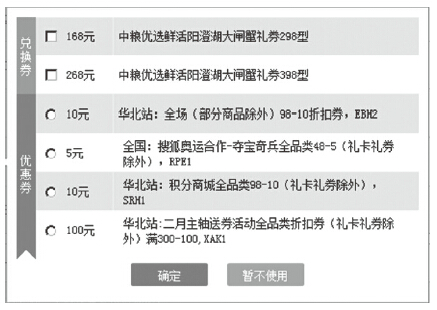 兑换券
168元 中粮优选鲜活阳澄湖大闸蟹礼券298型
268元 中粮优选鲜活阳澄湖大闸蟹礼券398型
优惠券
10元 华北站：全场（部分商品除外）98-10折扣券，EBM2
5元 全国：搜狐奥运合作-夺宝奇兵全品类48-5（礼卡礼券
除外），RPE1
10元 华北站：积分商城全品类98-10（礼卡礼券除外），
SRH1
100元 华北站:二月主轴送券活动全品类折扣券（礼卡礼券除
外）满300-100,XAK1
确定 暂不使用